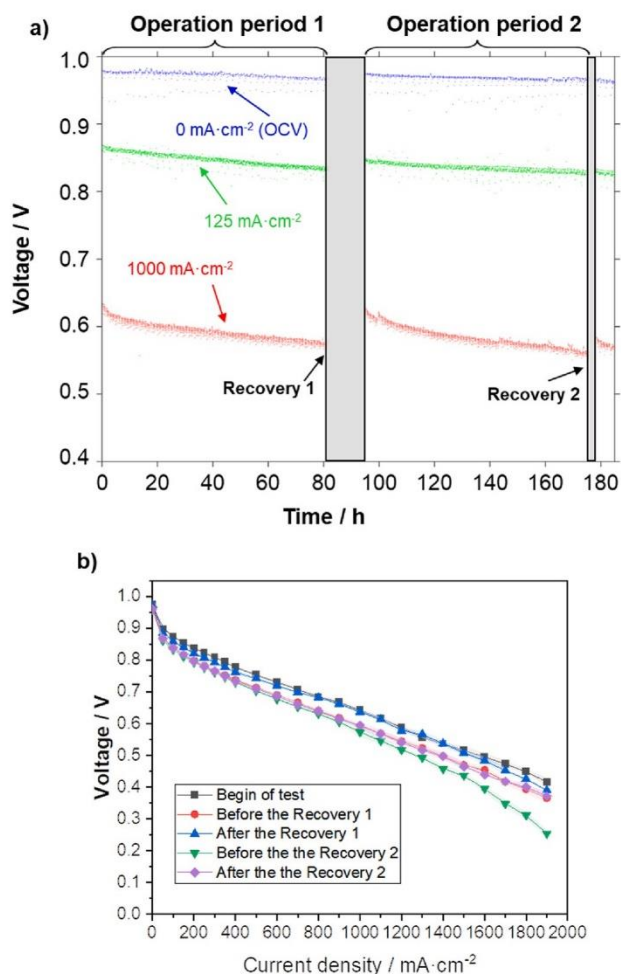 a)
Operation period 1
Operation period 2
1.0
0.9
0.8
0.7
0.6
0.5
0.4
Voltage / V
0 mA·cm⁻² (OCV)
125 mA·cm⁻²
1000 mA·cm⁻²
Recovery 1
Recovery 2
0 20 40 60 80 100 120 140 160 180
Time / h
b)
1.0
0.9
0.8
0.7
0.6
0.5
0.4
0.3
0.2
0.1
0.0
Voltage / V
Begin of test
Before the Recovery 1
After the Recovery 1
Before the the Recovery 2
After the the Recovery 2
0 200 400 600 800 1000 1200 1400 1600 1800 2000
Current density / mA·cm⁻²